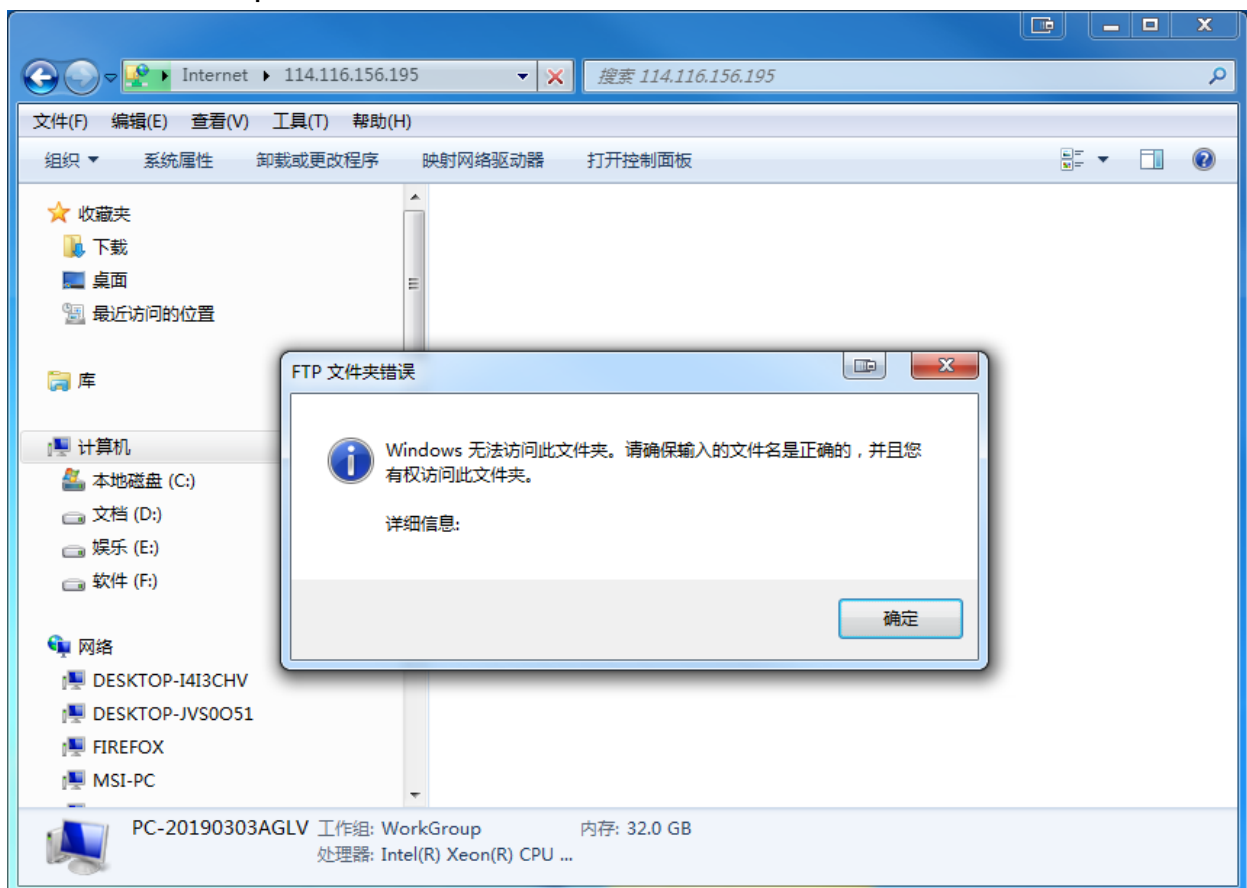 Internet ▸ 114.116.156.195
搜索 114.116.156.195
文件(F) 编辑(E) 查看(V) 工具(T) 帮助(H)
组织 系统属性 卸载或更改程序 映射网络驱动器 打开控制面板
收藏夹
下载
桌面
最近访问的位置
库
计算机
本地磁盘 (C:)
文档 (D:)
娱乐 (E:)
软件 (F:)
网络
DESKTOP-I4I3CHV
DESKTOP-JVS0O51
FIREFOX
MSI-PC
FTP 文件夹错误
Windows 无法访问此文件夹。请确保输入的文件名是正确的，并且您
有权访问此文件夹。
详细信息:
确定
PC-20190303AGLV 工作组: WorkGroup 内存: 32.0 GB
处理器: Intel(R) Xeon(R) CPU ...